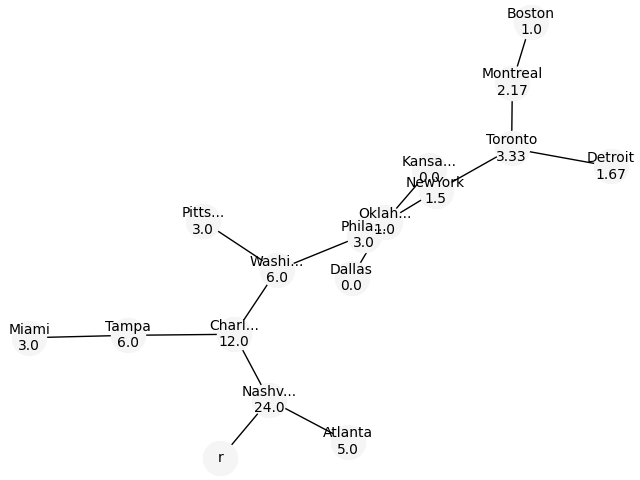 Boston
1.0
Montreal
2.17
Toronto
3.33
Detroit
1.67
Kansa...
0.0
NewYork
1.5
Oklah...
1.0
Phila...
3.0
Pitts...
3.0
Washi...
6.0
Dallas
0.0
Miami
3.0
Tampa
6.0
Charl...
12.0
Nashv...
24.0
Atlanta
5.0
r